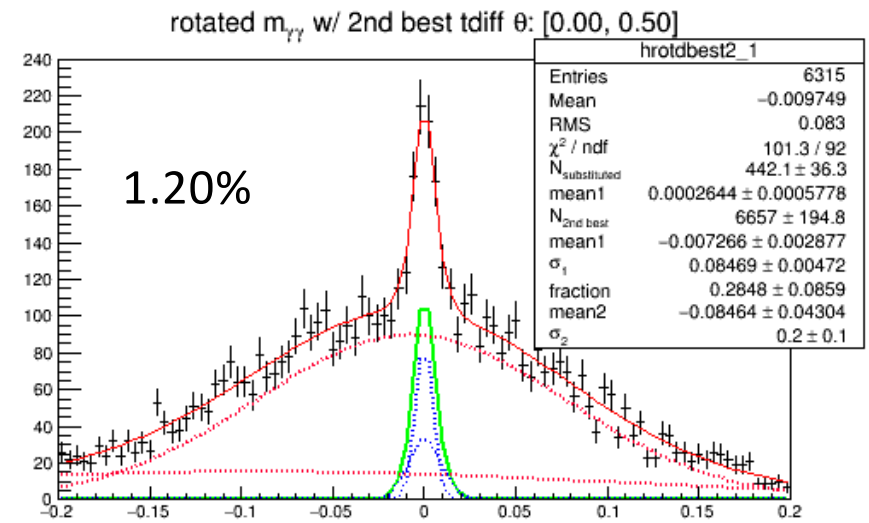 rotated mγγ w/ 2nd best tdiff θ: [0.00, 0.50]
hrotdbest2_1
Entries 6315
Mean −0.009749
RMS 0.083
χ² / ndf 101.3 / 92
Nsubstituted 442.1 ± 36.3
mean1 0.0002644 ± 0.0005778
N2nd best 6657 ± 194.8
mean1 −0.007266 ± 0.002877
σ1 0.08469 ± 0.00472
fraction 0.2848 ± 0.0859
mean2 −0.08464 ± 0.04304
σ2 0.2 ± 0.1
1.20%
240
220
200
180
160
140
120
100
80
60
40
20
0
−0.2 −0.15 −0.1 −0.05 0 0.05 0.1 0.15 0.2